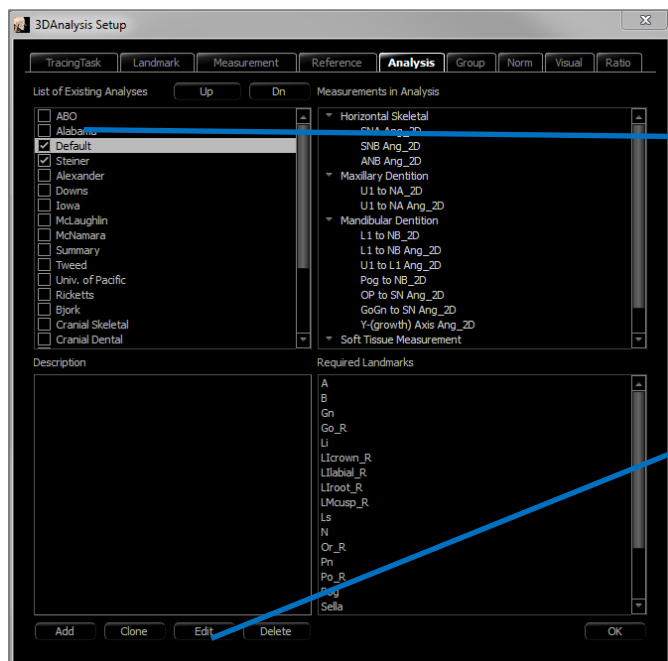 3DAnalysis Setup
TracingTask Landmark Measurement Reference Analysis Group Norm Visual Ratio
List of Existing Analyses Up Dn Measurements in Analysis
ABO
Alabama
Default
Steiner
Alexander
Downs
Iowa
McLaughlin
McNamara
Summary
Tweed
Univ. of Pacific
Ricketts
Bjork
Cranial Skeletal
Cranial Dental
Horizontal Skeletal
SNA Ang_2D
SNB Ang_2D
ANB Ang_2D
Maxillary Dentition
U1 to NA_2D
U1 to NA Ang_2D
Mandibular Dentition
L1 to NB_2D
L1 to NB Ang_2D
U1 to L1 Ang_2D
Pog to NB_2D
OP to SN Ang_2D
GoGn to SN Ang_2D
Y-(growth) Axis Ang_2D
Soft Tissue Measurement
Description
Required Landmarks
A
B
Gn
Go_R
Li
LIcrown_R
LIlabial_R
LIroot_R
LMcusp_R
Ls
N
Or_R
Pn
Po_R
Pog
Sella
Add Clone Edit Delete OK